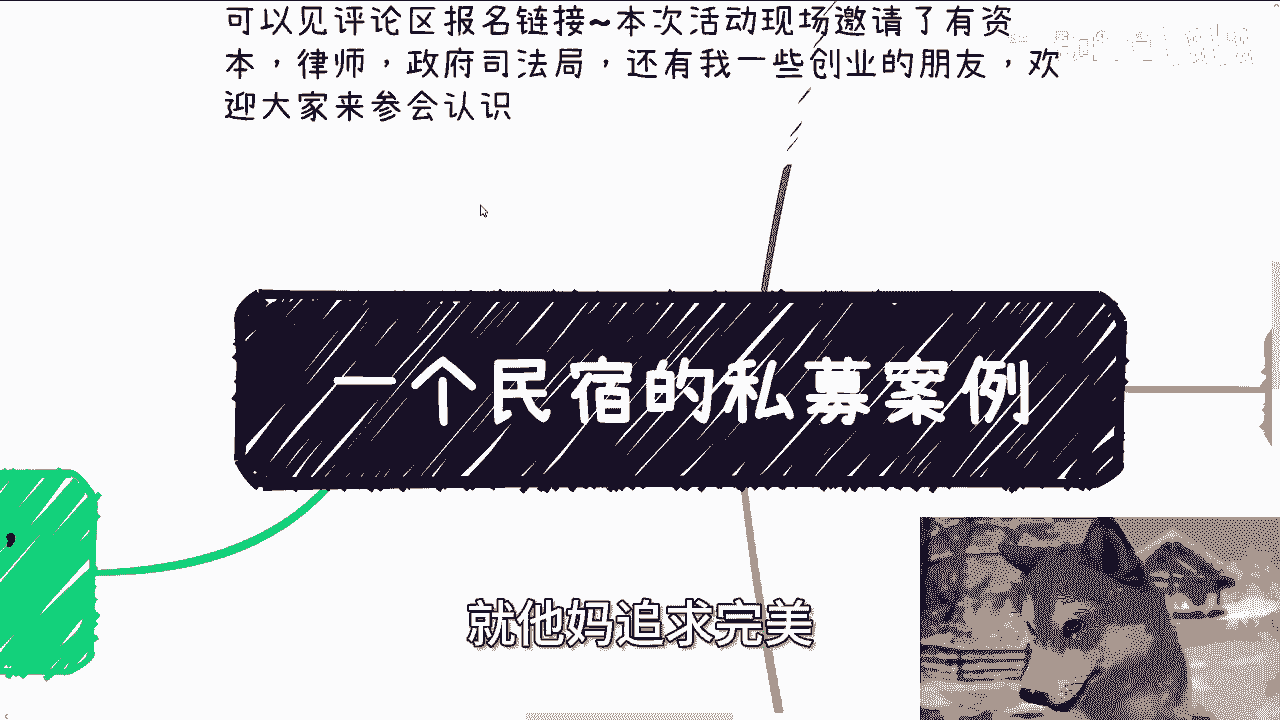 可以见评论区报名链接~本次活动现场邀请了有资
本，律师，政府司法局，还有我一些创业的朋友，欢
迎大家来参会认识
一个民宿的私募案例
，
就他妈追求完美